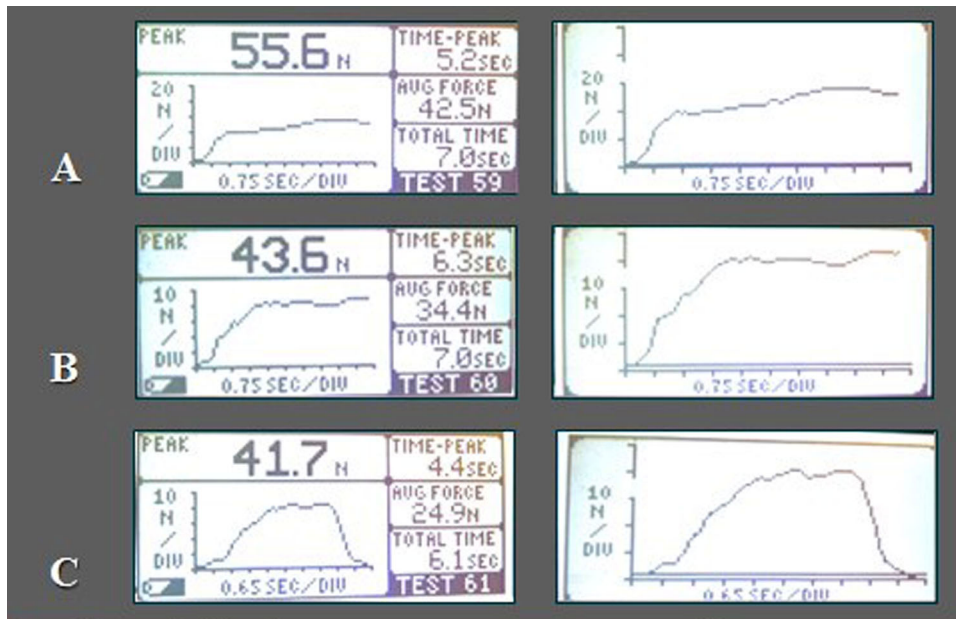 A
PEAK 55.6 N
20 N / DIV
0.75 SEC/DIV
TIME-PEAK
5.2SEC
AVG FORCE
42.5N
TOTAL TIME
7.0SEC
TEST 59
20 N / DIV
0.75 SEC/DIV
B
PEAK 43.6 N
10 N / DIV
0.75 SEC/DIV
TIME-PEAK
6.3SEC
AVG FORCE
34.4N
TOTAL TIME
7.0SEC
TEST 60
10 N / DIV
0.75 SEC/DIV
C
PEAK 41.7 N
10 N / DIV
0.65 SEC/DIV
TIME-PEAK
4.4SEC
AVG FORCE
24.9N
TOTAL TIME
6.1SEC
TEST 61
10 N / DIV
0.65 SEC/DIV